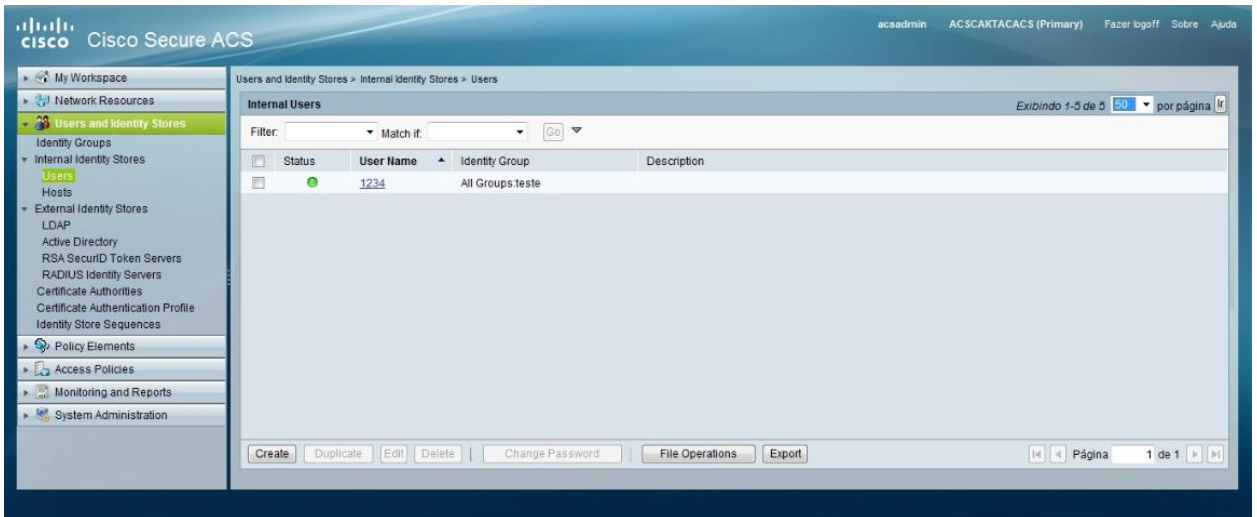 CISCO Cisco Secure ACS
acsadmin ACSCAKTACACS (Primary) Fazer logoff Sobre Ajuda
My Workspace
Network Resources
Users and Identity Stores
Identity Groups
Internal Identity Stores
Users
Hosts
External Identity Stores
LDAP
Active Directory
RSA SecurID Token Servers
RADIUS Identity Servers
Certificate Authorities
Certificate Authentication Profile
Identity Store Sequences
Policy Elements
Access Policies
Monitoring and Reports
System Administration
Users and Identity Stores > Internal Identity Stores > Users
Internal Users Exibindo 1-5 de 5 50 por página Ir
Filter: Match if: Go
Status User Name Identity Group Description
1234 All Groups:teste
Create Duplicate Edit Delete | Change Password | File Operations Export Página 1 de 1